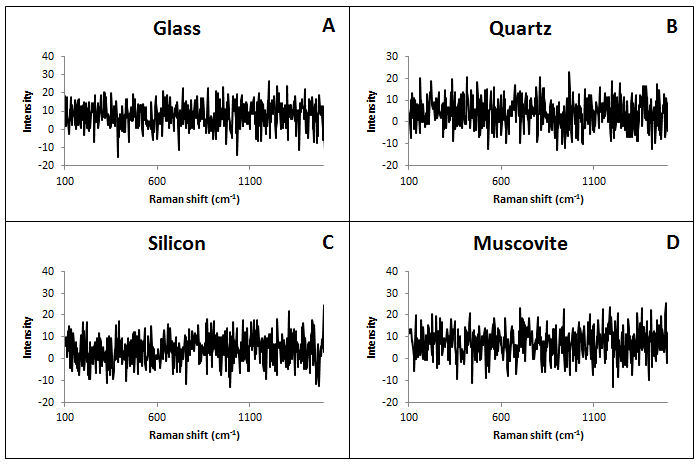 Glass A
Intensity
40
30
20
10
0
-10
-20
100 600 1100
Raman shift (cm⁻¹)
Quartz B
Intensity
30
20
10
0
-10
-20
100 600 1100
Raman shift (cm⁻¹)
Silicon C
Intensity
40
30
20
10
0
-10
-20
100 600 1100
Raman shift (cm⁻¹)
Muscovite D
Intensity
40
30
20
10
0
-10
-20
100 600 1100
Raman shift (cm⁻¹)